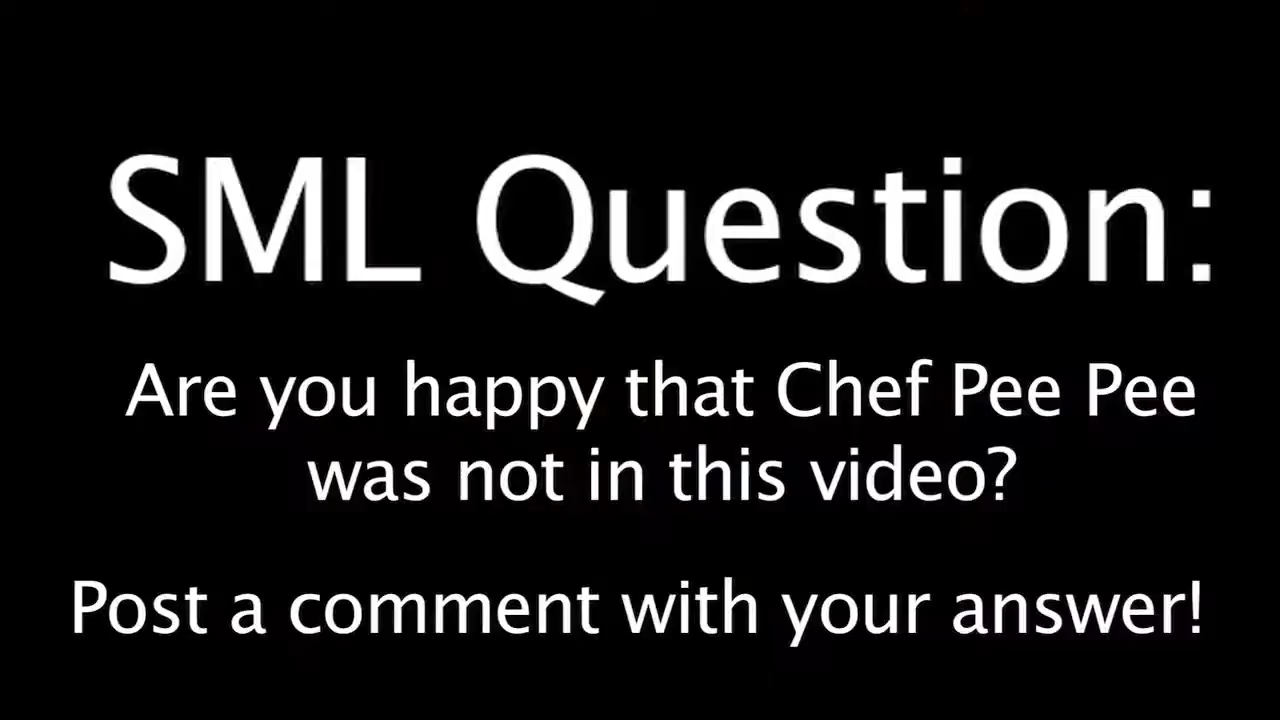 SML Question:
Are you happy that Chef Pee Pee
was not in this video?
Post a comment with your answer!